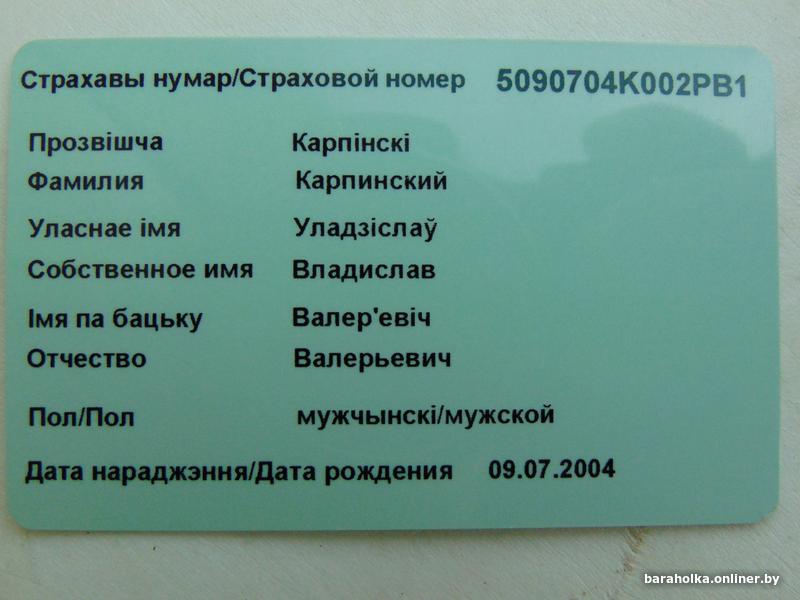 Страхавы нумар/Страховой номер 5090704К002РВ1
Прозвішча Карпінскі
Фамилия Карпинский
Уласнае імя Уладзіслаў
Собственное имя Владислав
Імя па бацьку Валер'евіч
Отчество Валерьевич
Пол/Пол мужчынскі/мужской
Дата нараджэння/Дата рождения 09.07.2004
baraholka.onliner.by